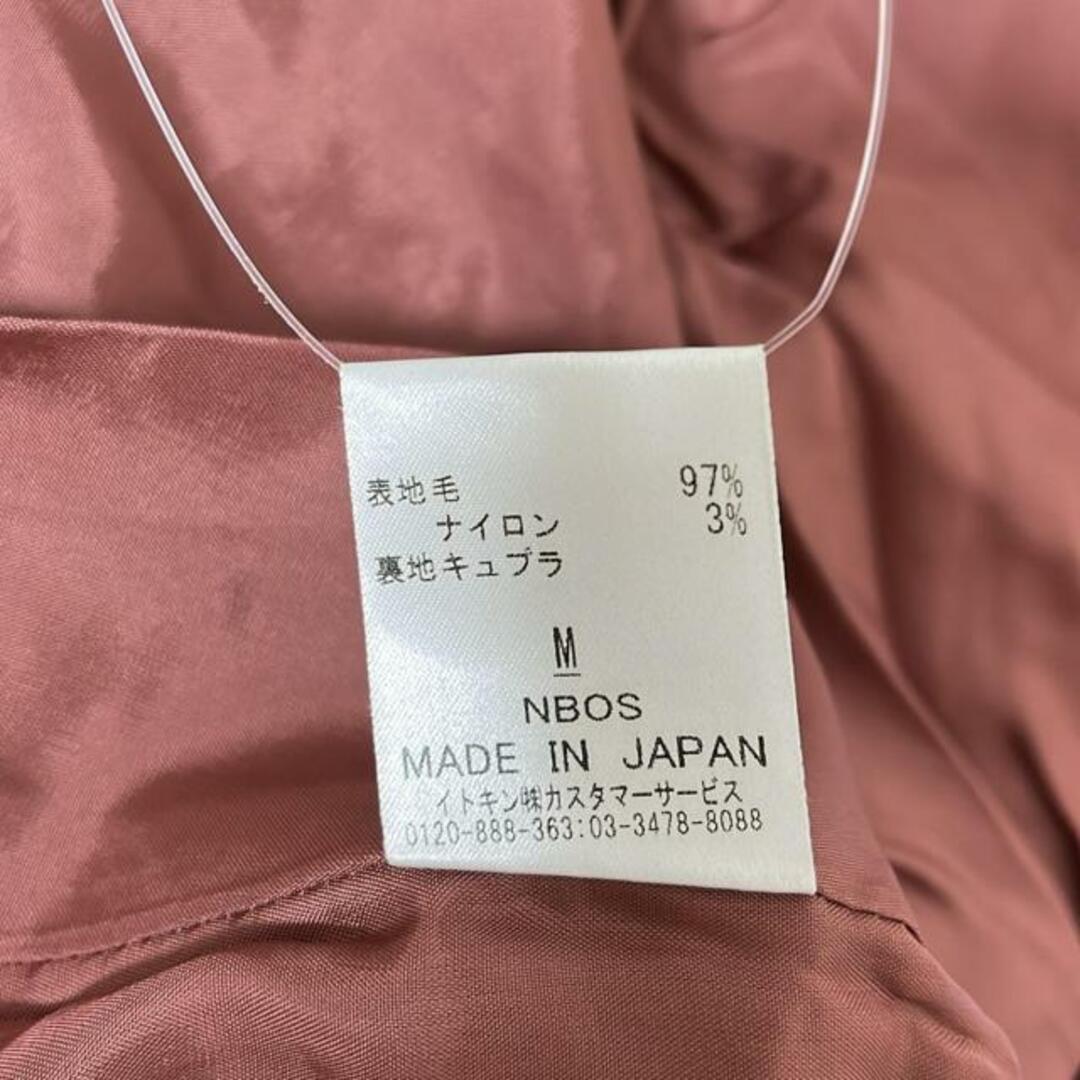 表地毛 97%
ナイロン 3%
裏地キュプラ
M
NBOS
MADE IN JAPAN
イトキン㈱カスタマーサービス
0120-888-363:03-3478-8088